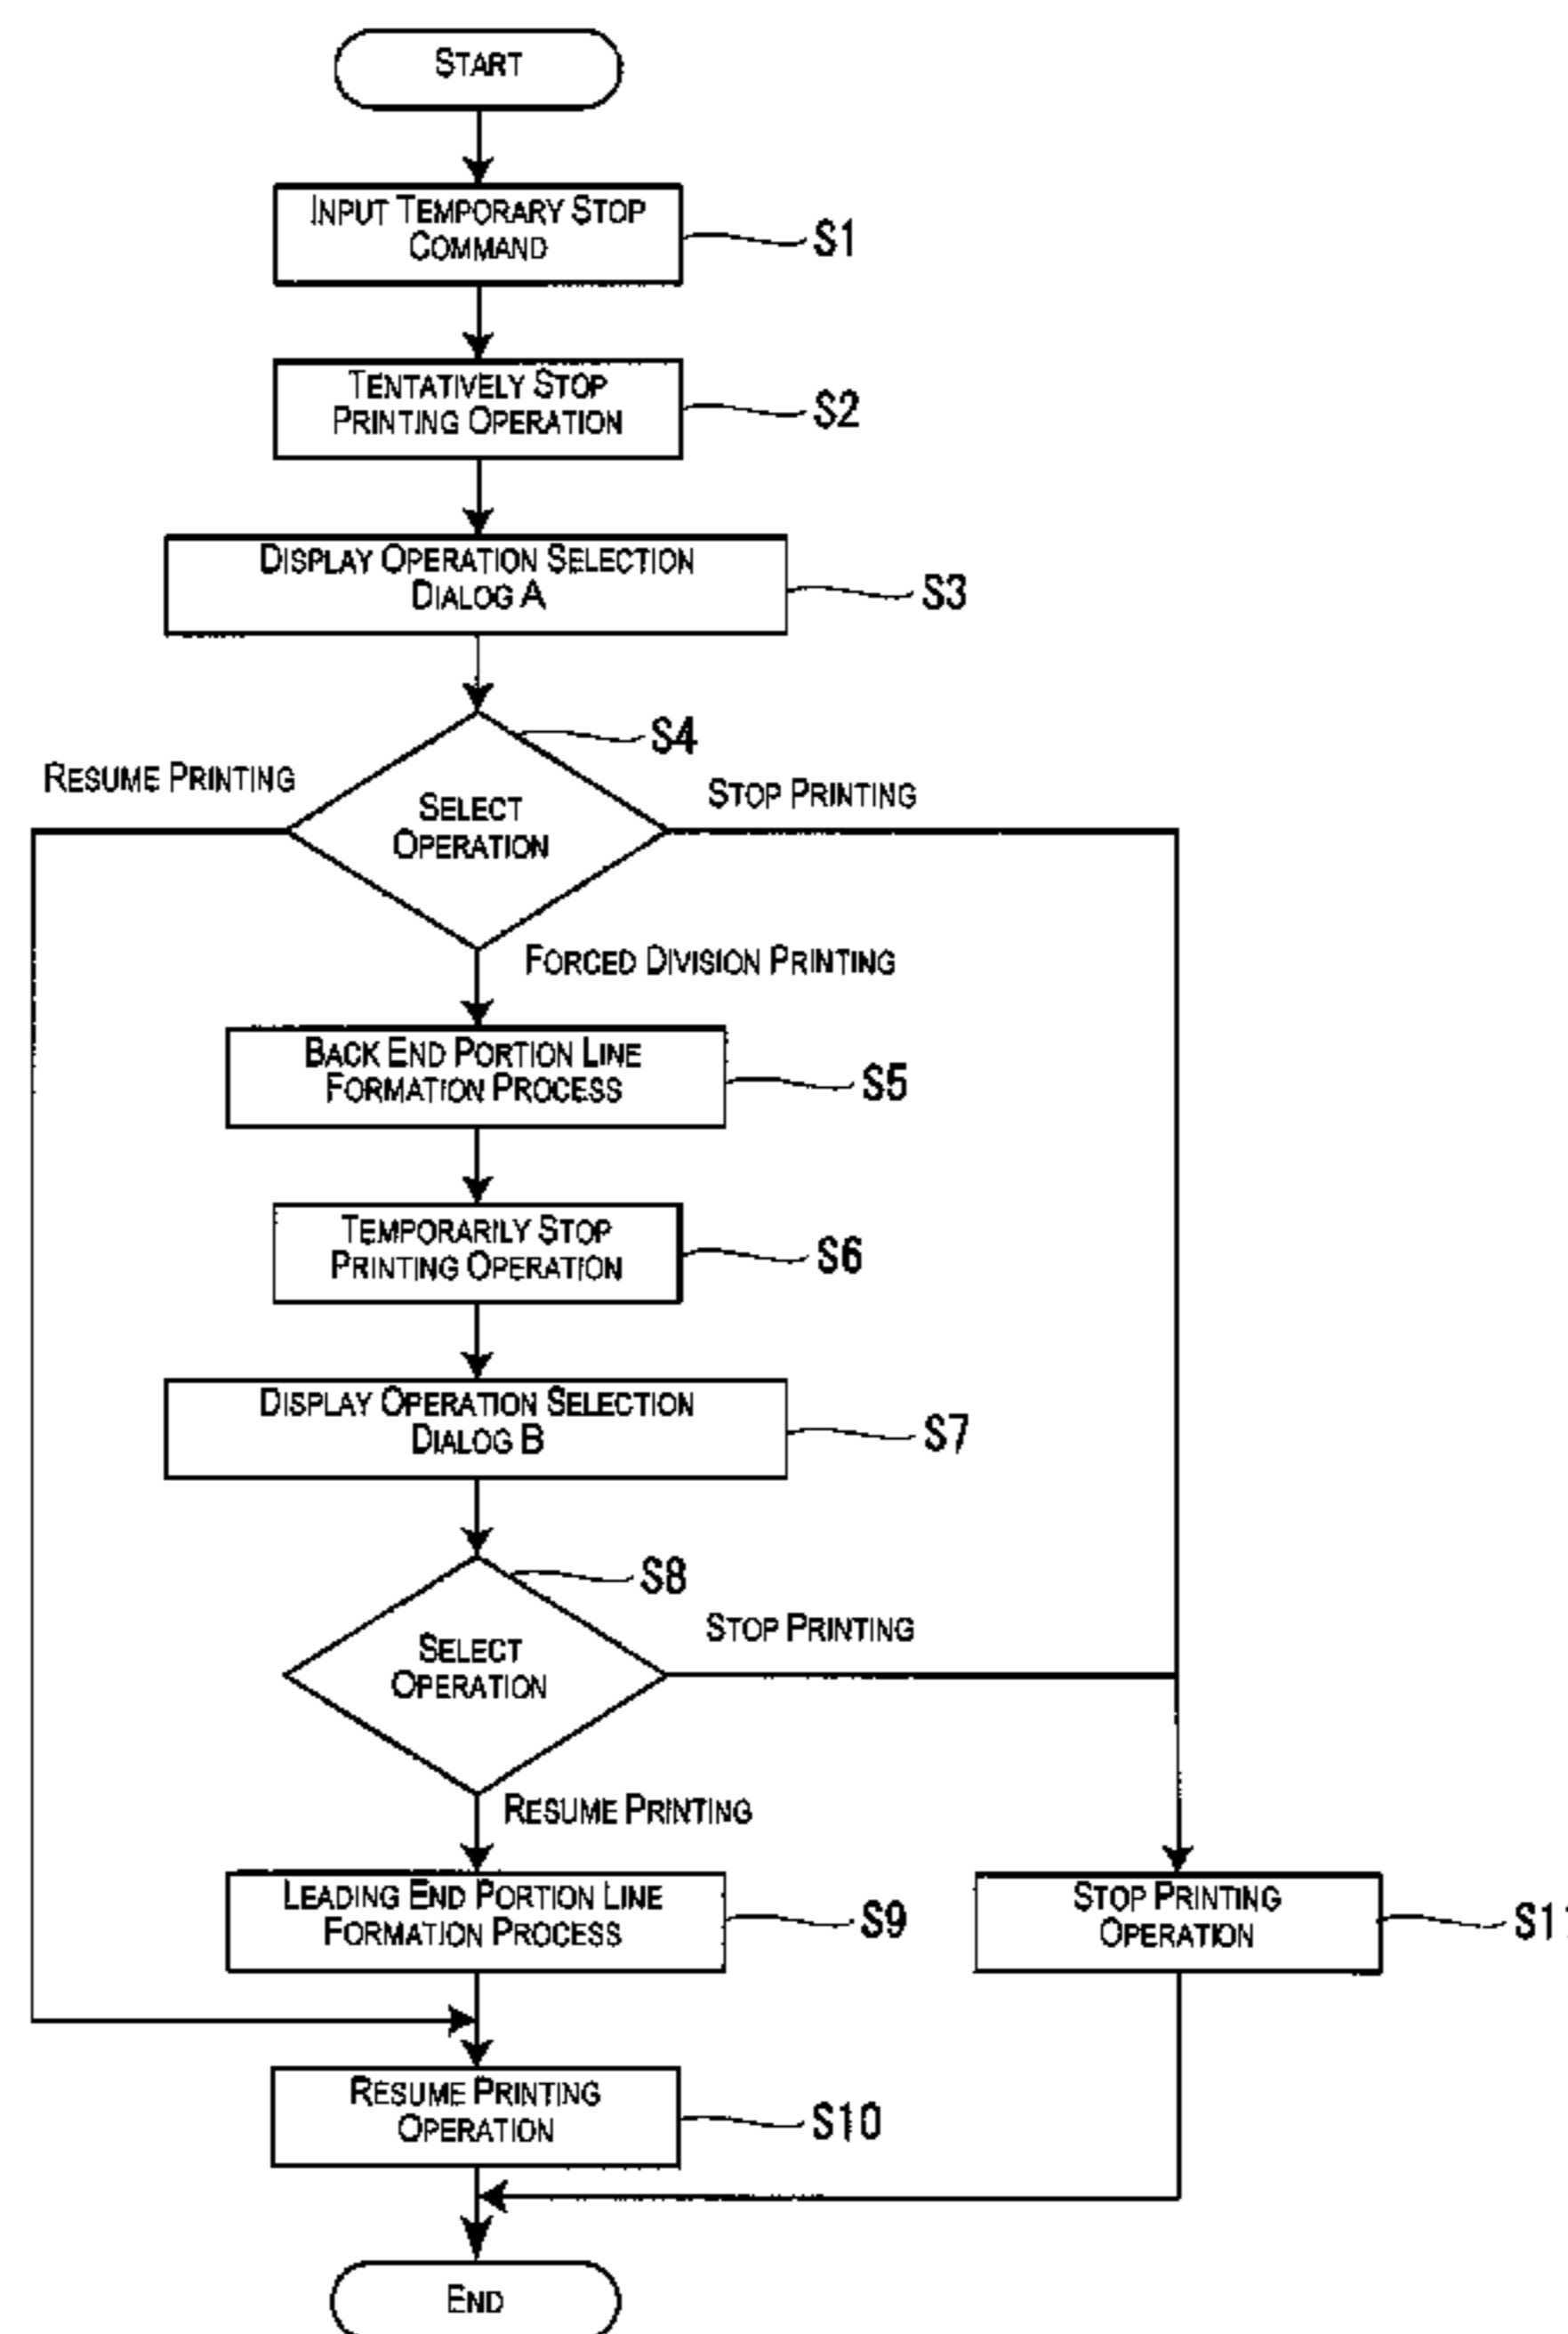 START
INPUT TEMPORARY STOP
COMMAND
S1
TENTATIVELY STOP
PRINTING OPERATION
S2
DISPLAY OPERATION SELECTION
DIALOG A
S3
S4
RESUME PRINTING
STOP PRINTING
SELECT
OPERATION
FORCED DIVISION PRINTING
BACK END PORTION LINE
FORMATION PROCESS
S5
TEMPORARILY STOP
PRINTING OPERATION
S6
DISPLAY OPERATION SELECTION
DIALOG B
S7
S8
STOP PRINTING
SELECT
OPERATION
RESUME PRINTING
LEADING END PORTION LINE
FORMATION PROCESS
S9
STOP PRINTING
OPERATION
RESUME PRINTING
OPERATION
S10
END